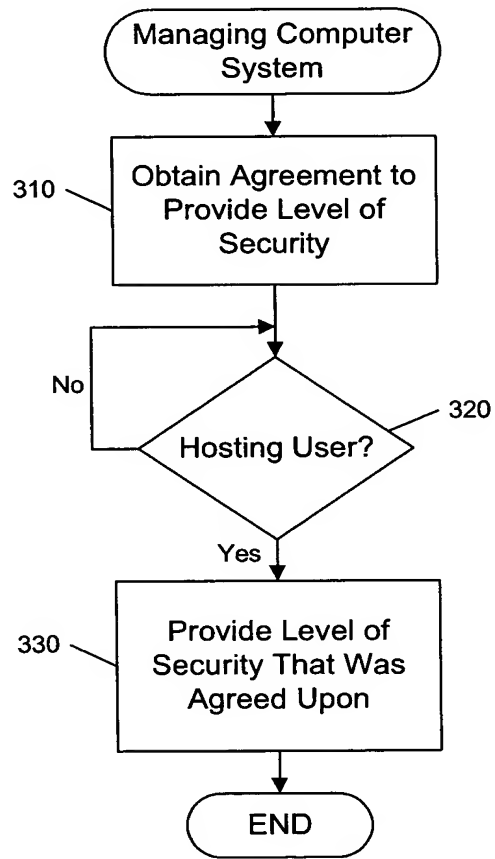 Managing Computer
System
310
Obtain Agreement to
Provide Level of
Security
No
320
Hosting User?
Yes
330
Provide Level of
Security That Was
Agreed Upon
END